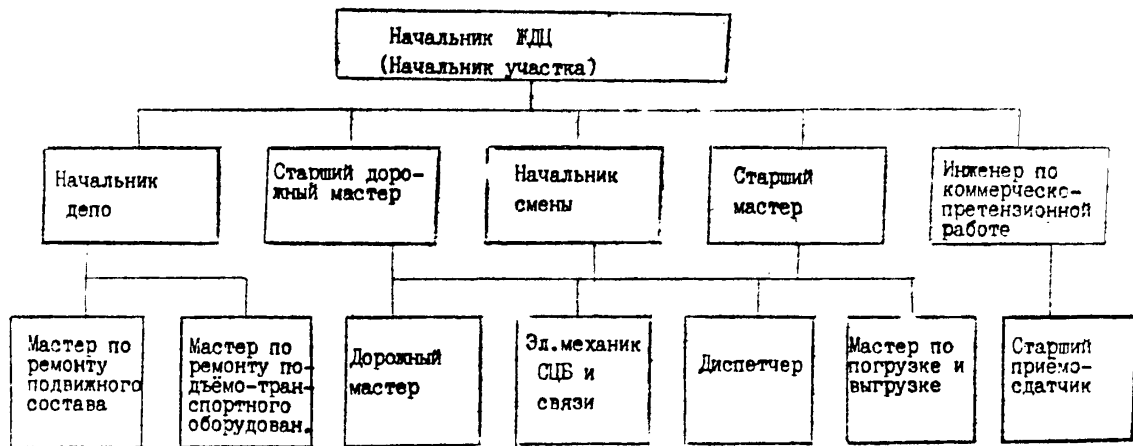 Начальник ЖДЦ
(Начальник участка)
Начальник
депо
Старший доро-
жный мастер
Начальник
смены
Старший
мастер
Инженер по
коммерческо-
претензионной
работе
Мастер по
ремонту
подвижного
состава
Мастер по
ремонту по-
дъёмо-тран-
спортного
оборудован.
Дорожный
мастер
Эл.механик
СЦБ и
связи
Диспетчер
Мастер по
погрузке и
выгрузке
Старший
приёмо-
сдатчик